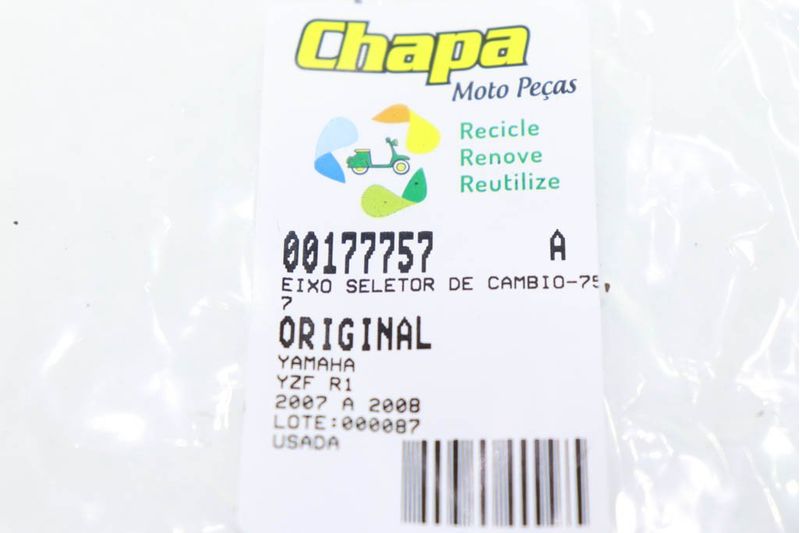 Chapa
Moto Peças
Recicle
Renove
Reutilize
00177757 A
EIXO SELETOR DE CAMBIO-75
7
ORIGINAL
YAMAHA
YZF R1
2007 A 2008
LOTE:000087
USADA